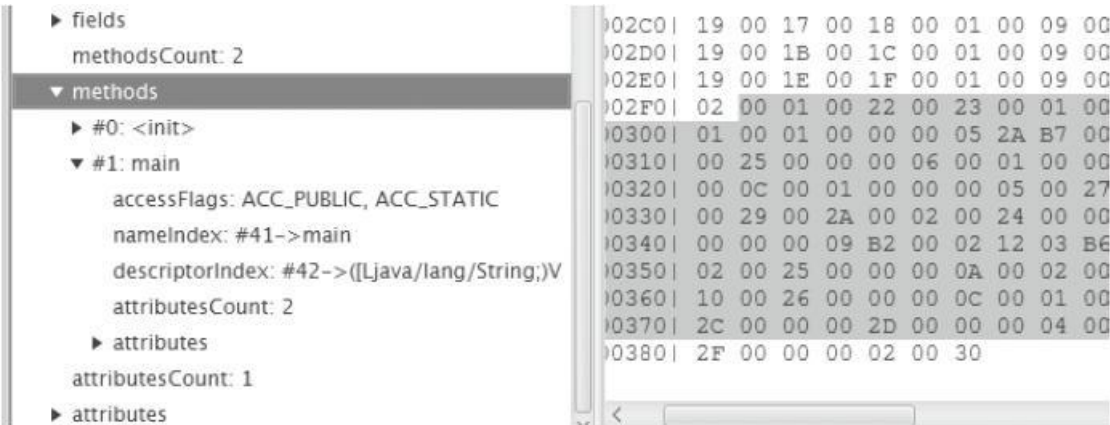 fields
methodsCount: 2
methods
#0: <init>
#1: main
accessFlags: ACC_PUBLIC, ACC_STATIC
nameIndex: #41->main
descriptorIndex: #42->([Ljava/lang/String;)V
attributesCount: 2
attributes
attributesCount: 1
attributes
002C0| 19 00 17 00 18 00 01 00 09 00
002D0| 19 00 1B 00 1C 00 01 00 09 00
002E0| 19 00 1E 00 1F 00 01 00 09 00
002F0| 02 00 01 00 22 00 23 00 01 00
00300| 01 00 01 00 00 00 05 2A B7 00
00310| 00 25 00 00 00 06 00 01 00 00
00320| 00 0C 00 01 00 00 00 05 00 27
00330| 00 29 00 2A 00 02 00 24 00 00
00340| 00 00 00 09 B2 00 02 12 03 B6
00350| 02 00 25 00 00 00 0A 00 02 00
00360| 10 00 26 00 00 00 0C 00 01 00
00370| 2C 00 00 00 2D 00 00 00 04 00
00380| 2F 00 00 00 02 00 30